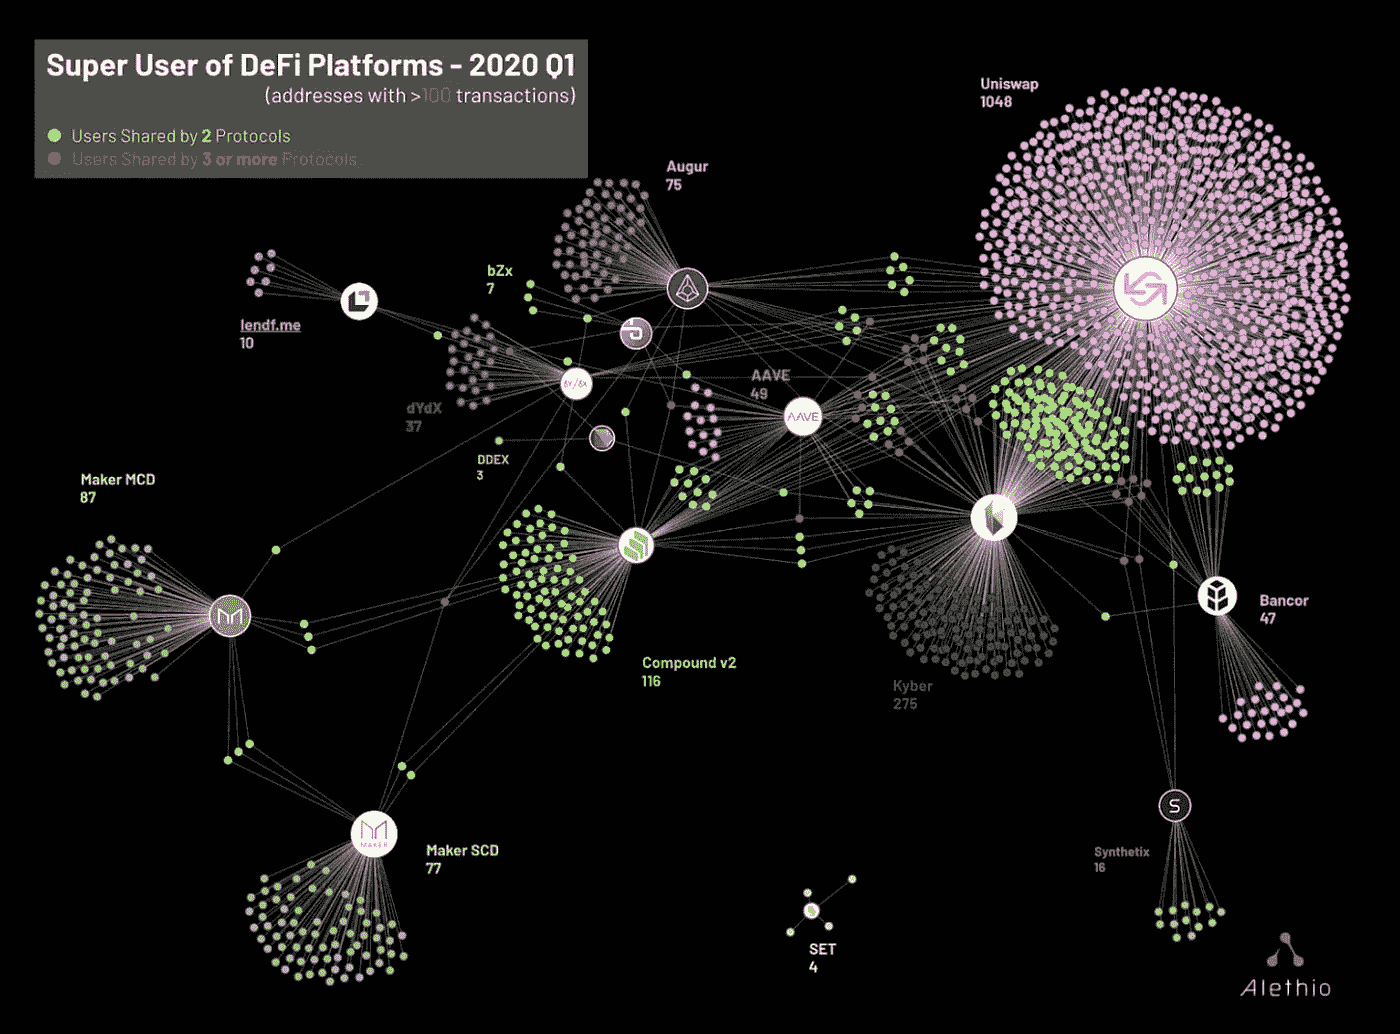 Super User of DeFi Platforms - 2020 Q1
(addresses with >100 transactions)
Users Shared by 2 Protocols
Users Shared by 3 or more Protocols
Uniswap
1048
Augur
75
bZx
7
lendf.me
10
AAVE
49
dYdX
37
AAVE
DDEX
3
Maker MCD
87
Bancor
47
Compound v2
116
Kyber
275
MAKER
Maker SCD
77
S
Synthetix
16
SET
4
Alethio